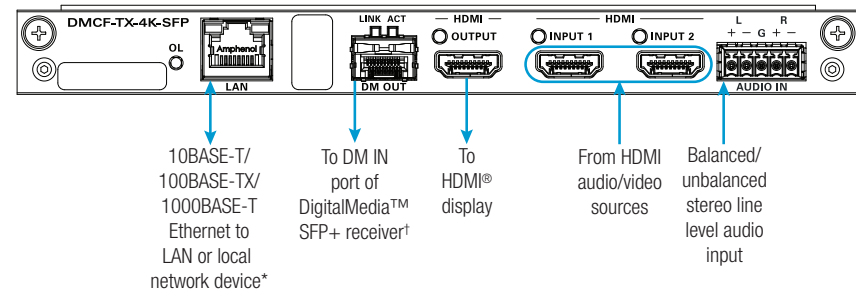 DMCF-TX-4K-SFP
OL
Amphenol
LAN
LINK ACT
DM OUT
HDMI
OUTPUT
HDMI
INPUT 1
INPUT 2
L R
+ − G + −
AUDIO IN
10BASE-T/
100BASE-TX/
1000BASE-T
Ethernet to
LAN or local
network device*
To DM IN
port of
DigitalMedia™
SFP+ receiver†
To
HDMI®
display
From HDMI
audio/video
sources
Balanced/
unbalanced
stereo line
level audio
input